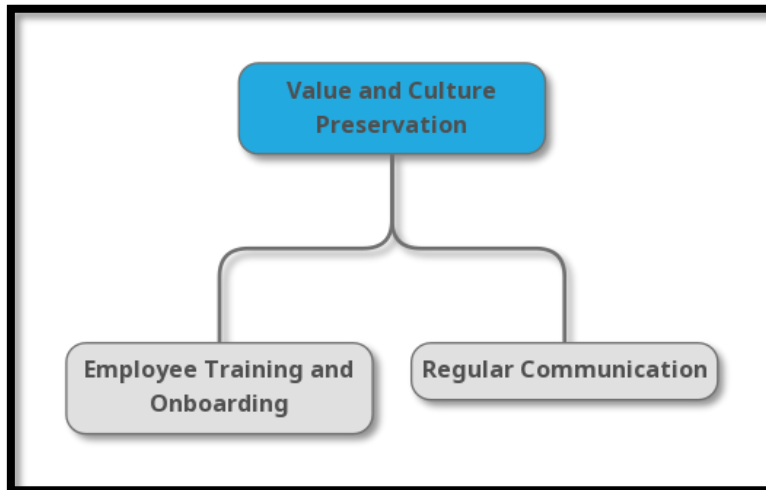 Value and Culture
Preservation
Employee Training and
Onboarding
Regular Communication